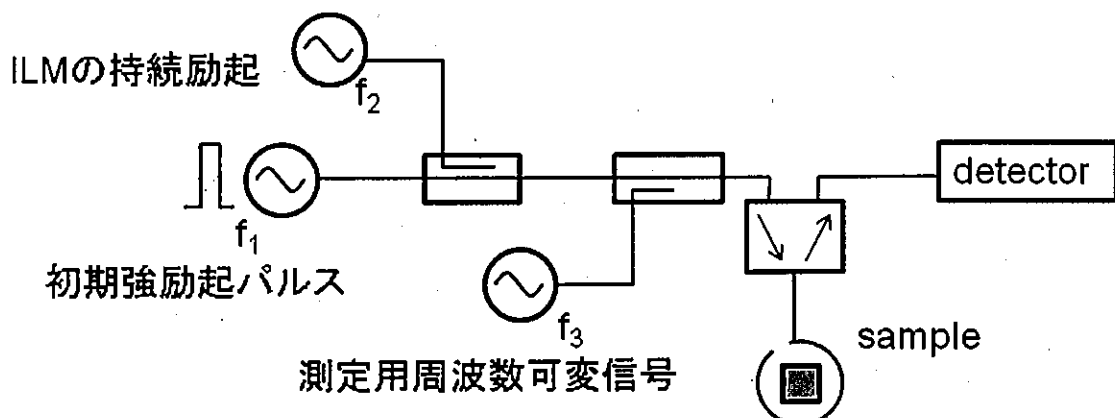 ILMの持続励起
f2
f1
初期強励起パルス
f3
測定用周波数可変信号
detector
sample